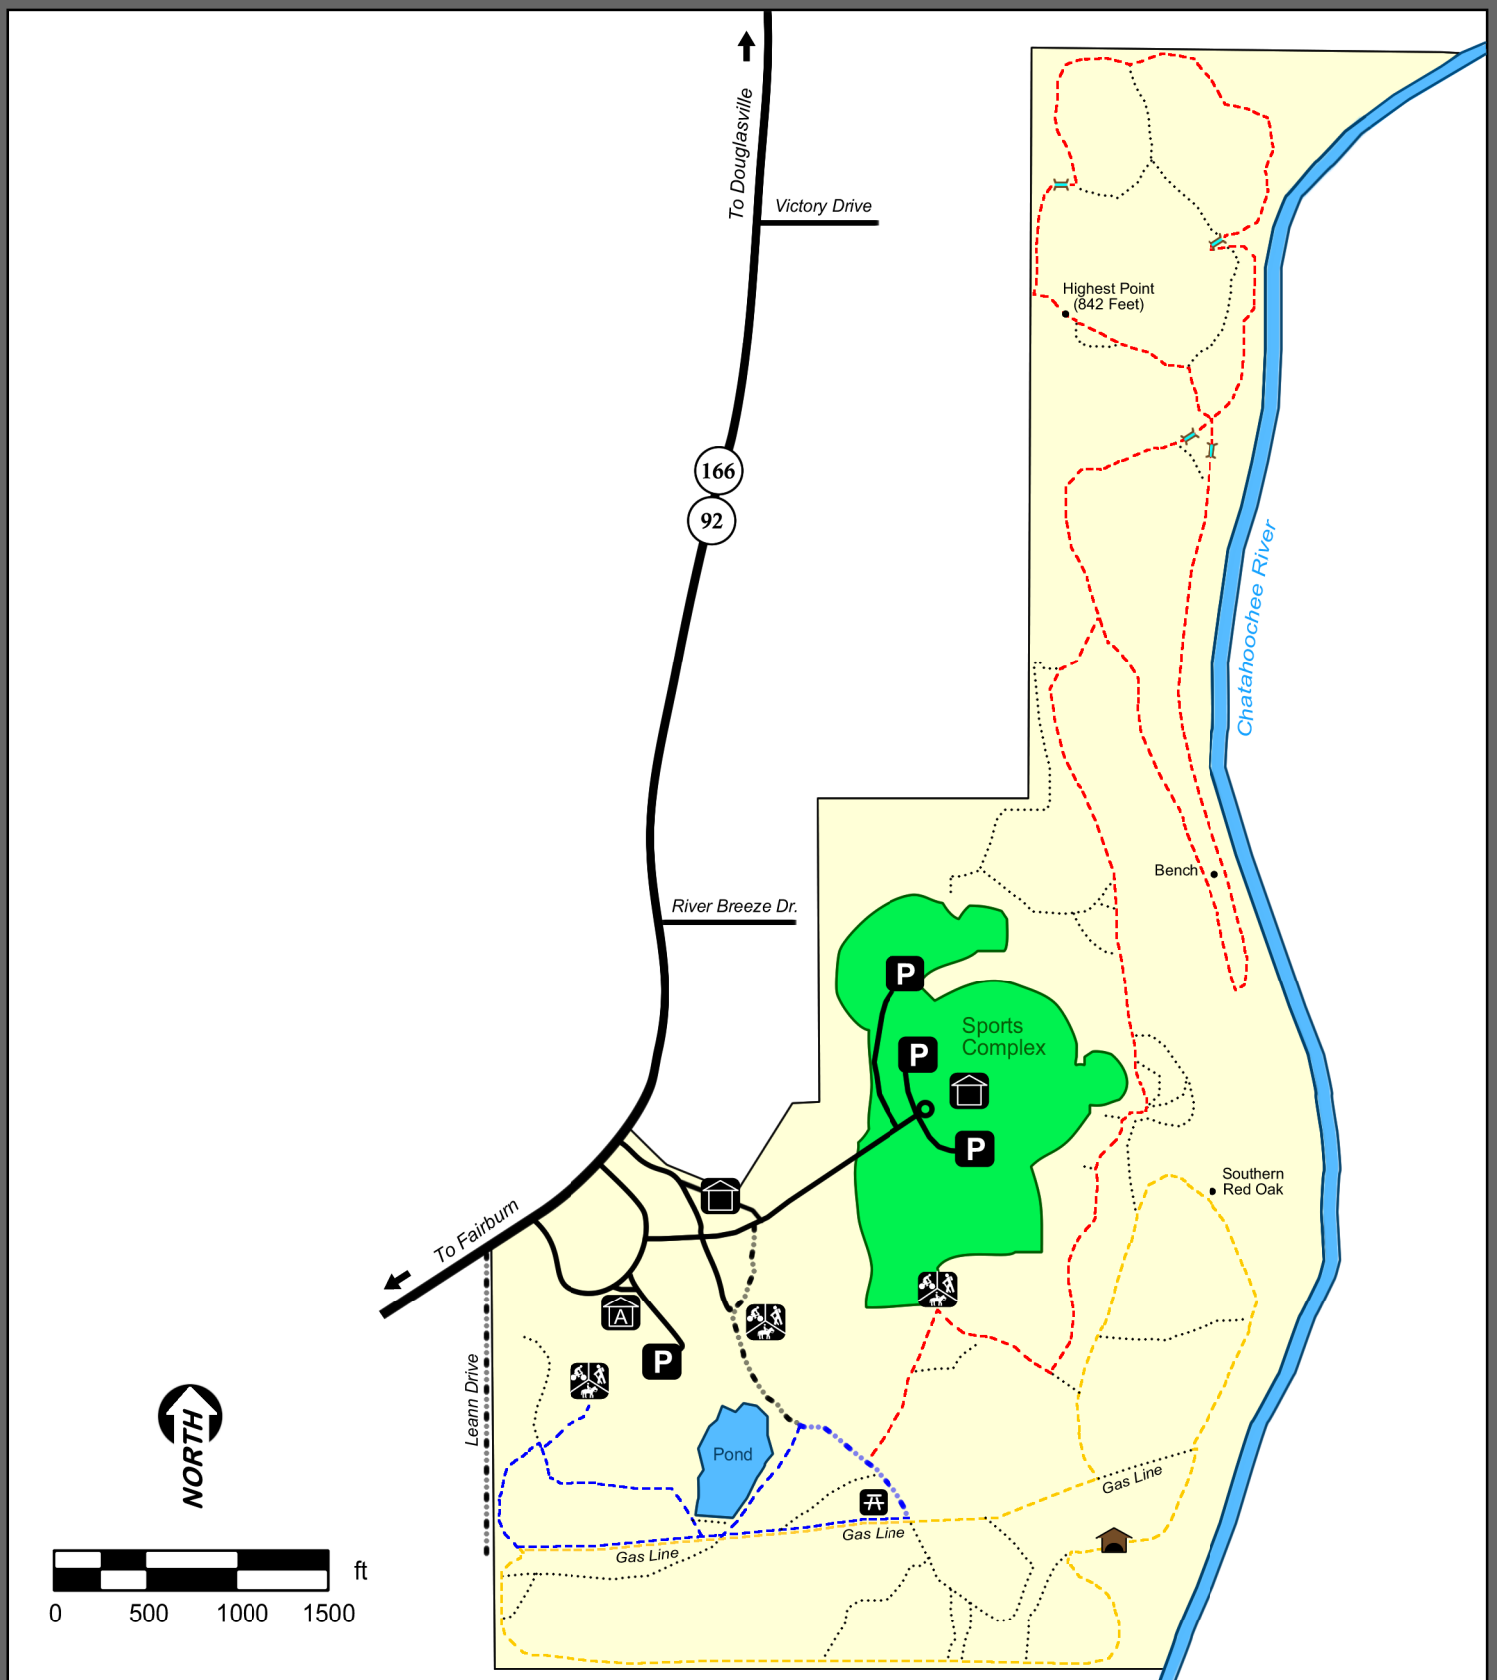 To Douglasville
Victory Drive
Highest Point
(842 Feet)
166
92
Chatahoochee River
Bench
River Breeze Dr.
P
Sports
Complex
P
P
Southern
Red Oak
To Fairburn
A
P
Leann Drive
NORTH
Pond
Gas Line
Gas Line
Gas Line
ft
0 500 1000 1500